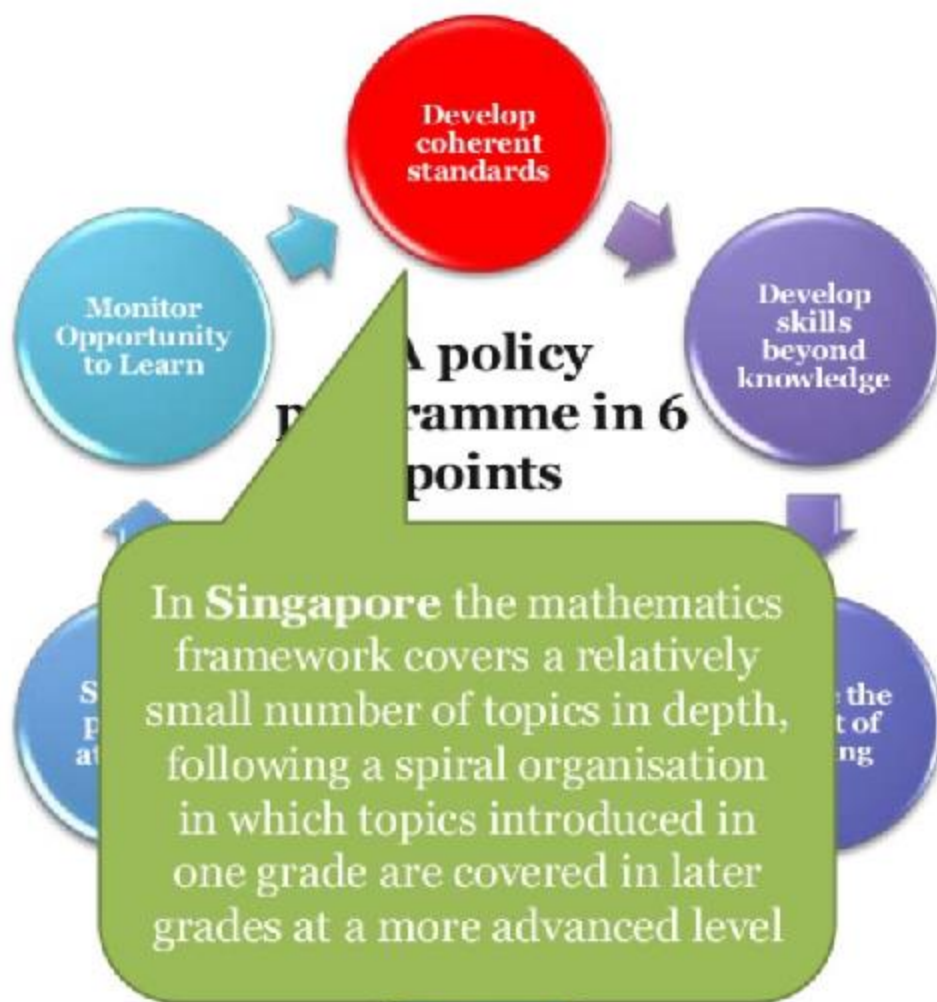 Develop
coherent
standards
Monitor
Opportunity
to Learn
Develop
skills
beyond
knowledge
A policy
programme in 6
points
In Singapore the mathematics
framework covers a relatively
small number of topics in depth,
following a spiral organisation
in which topics introduced in
one grade are covered in later
grades at a more advanced level
the
of